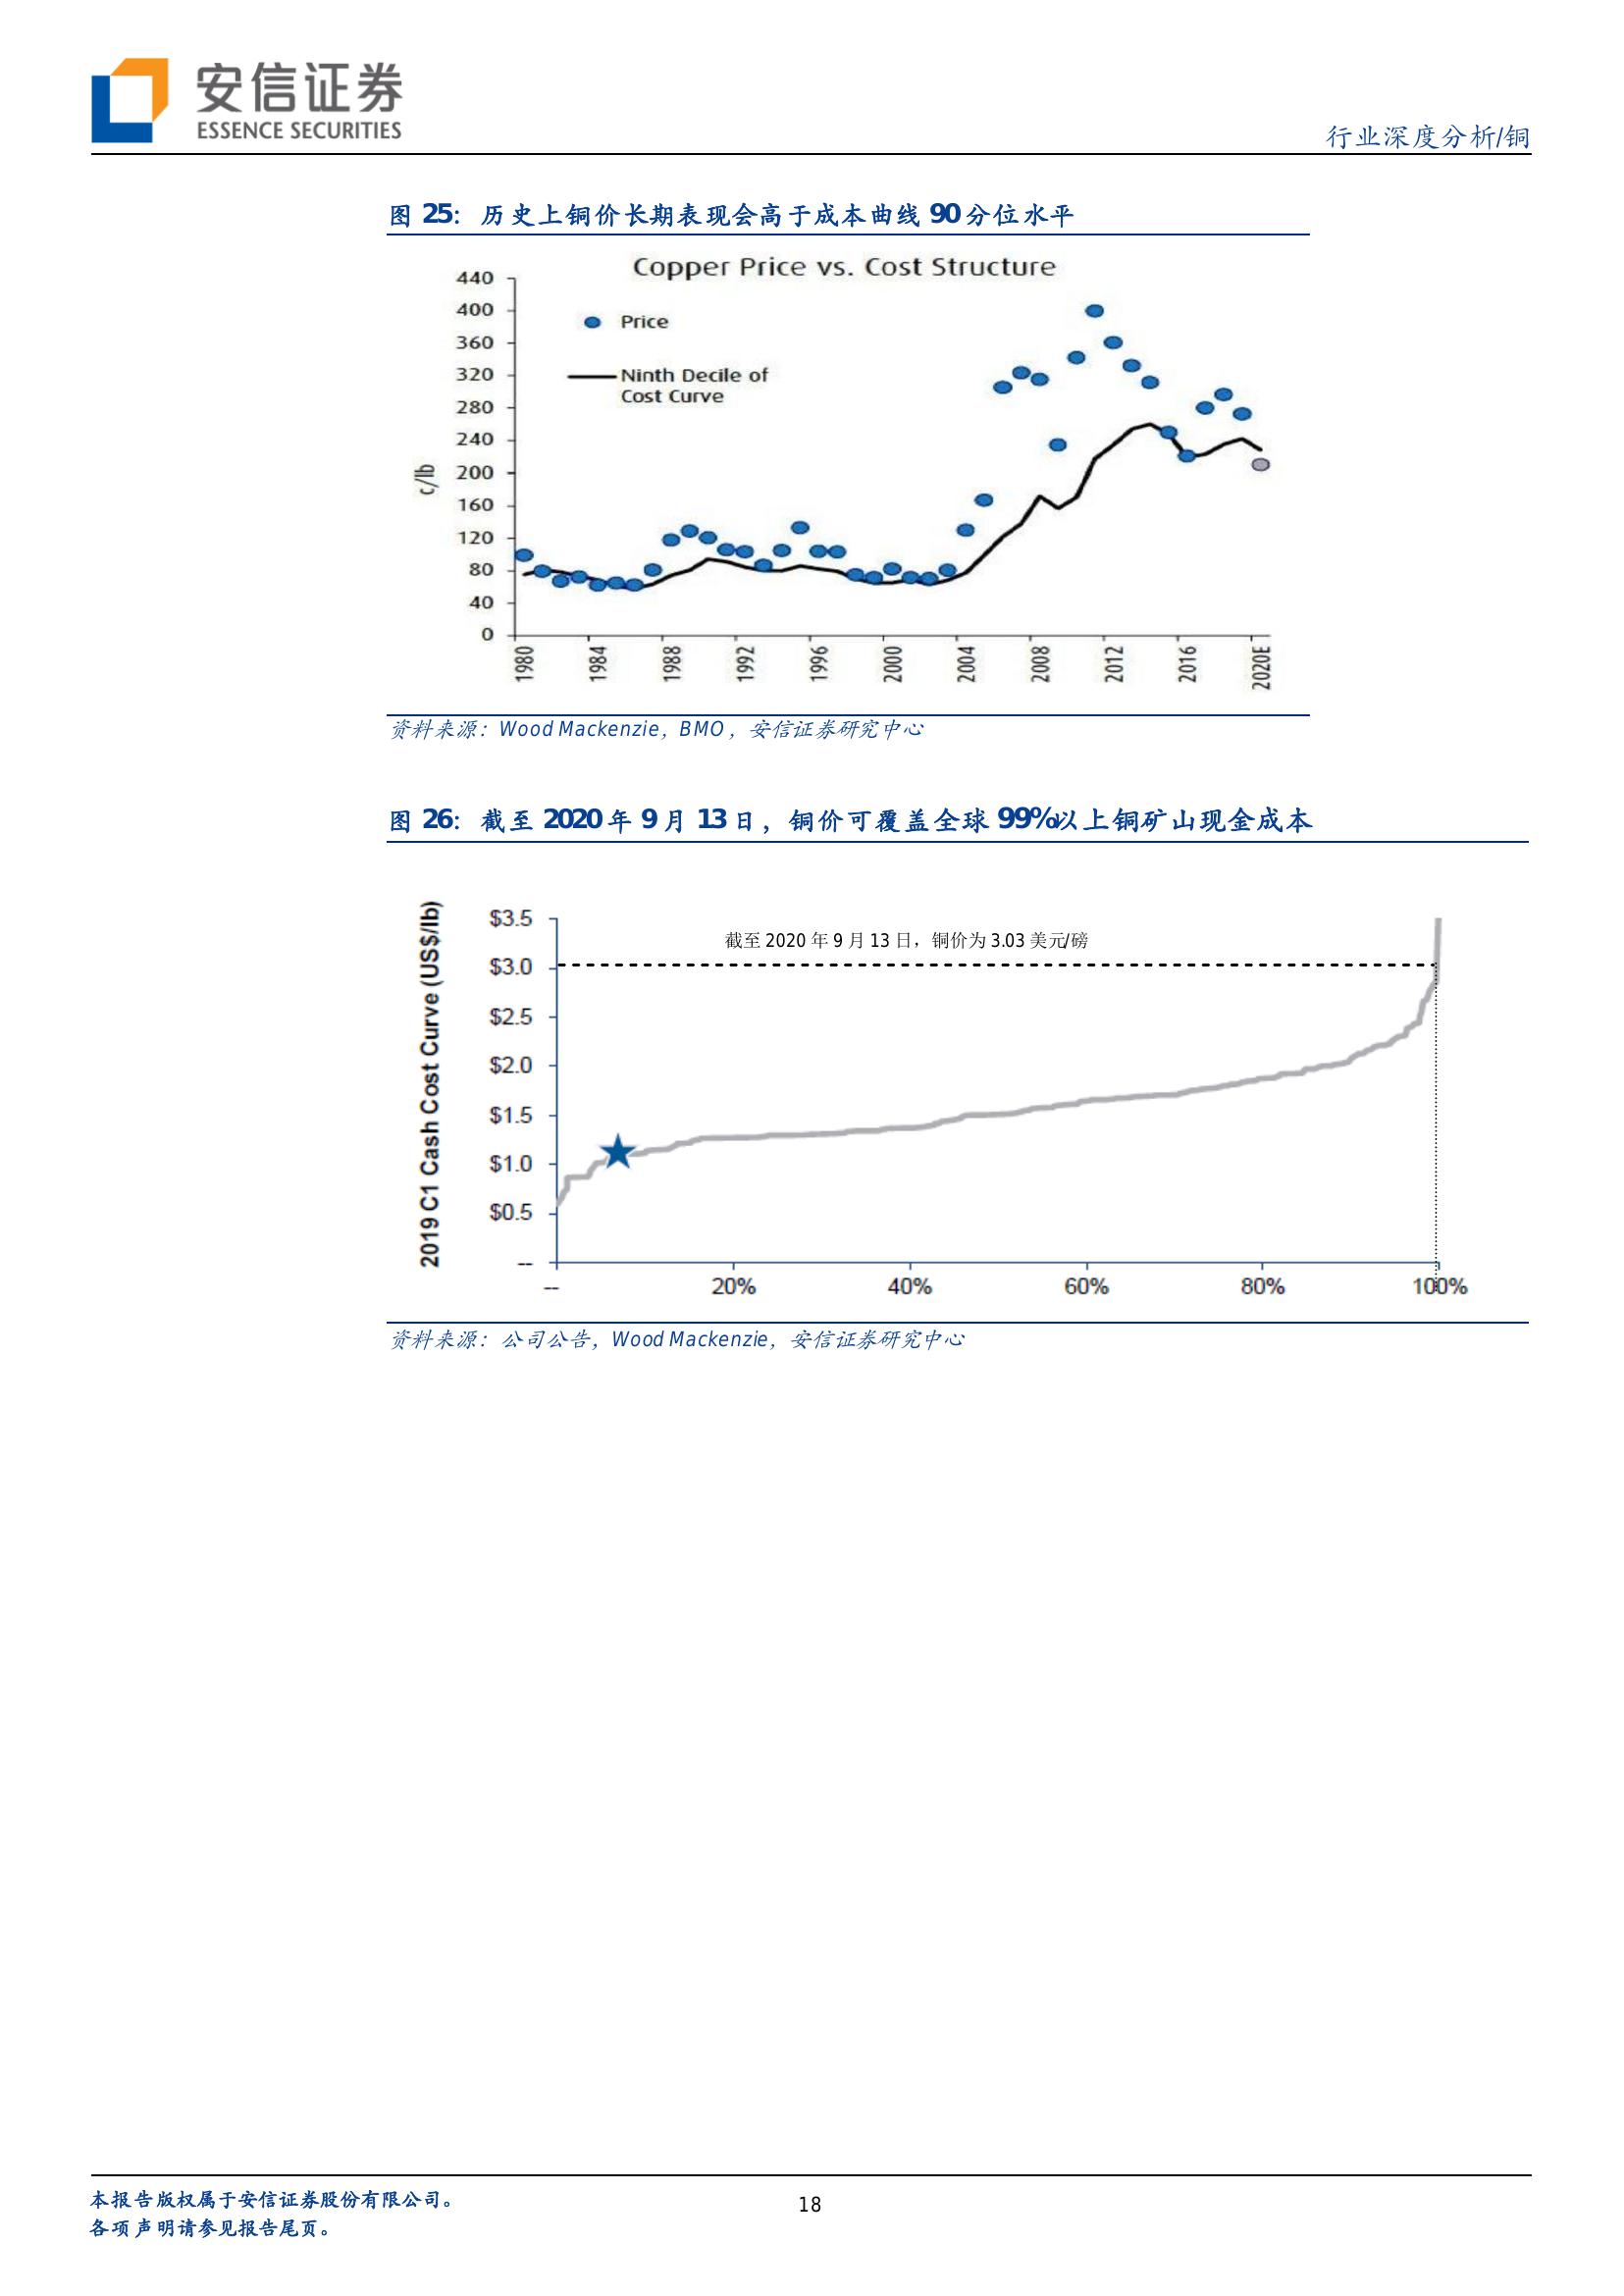 安信证券
ESSENCE SECURITIES
行业深度分析/铜
图 25：历史上铜价长期表现会高于成本曲线 90 分位水平
Copper Price vs. Cost Structure
440
400
360
320
280
240
200
160
120
80
40
0
c/lb
Price
Ninth Decile of
Cost Curve
1980
1984
1988
1992
1996
2000
2004
2008
2012
2016
2020E
资料来源：Wood Mackenzie，BMO，安信证券研究中心
图 26：截至 2020 年 9 月 13 日，铜价可覆盖全球 99%以上铜矿山现金成本
2019 C1 Cash Cost Curve (US$/lb)
$3.5
$3.0
$2.5
$2.0
$1.5
$1.0
$0.5
--
截至 2020 年 9 月 13 日，铜价为 3.03 美元/磅
--
20%
40%
60%
80%
100%
资料来源：公司公告，Wood Mackenzie，安信证券研究中心
本报告版权属于安信证券股份有限公司。
各项声明请参见报告尾页。
18